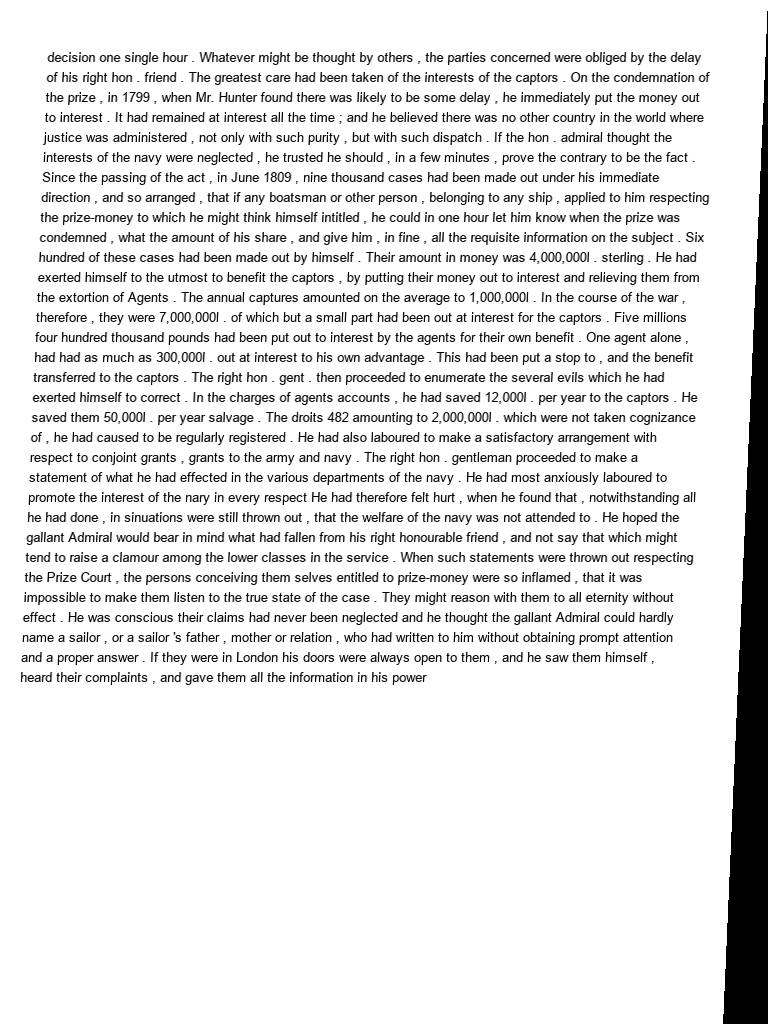 decision one single hour . Whatever might be thought by others , the parties concerned were obliged by the delay
of his right hon . friend . The greatest care had been taken of the interests of the captors . On the condemnation of
the prize , in 1799 , when Mr. Hunter found there was likely to be some delay , he immediately put the money out
to interest . It had remained at interest all the time ; and he believed there was no other country in the world where
justice was administered , not only with such purity , but with such dispatch . If the hon . admiral thought the
interests of the navy were neglected , he trusted he should , in a few minutes , prove the contrary to be the fact .
Since the passing of the act , in June 1809 , nine thousand cases had been made out under his immediate
direction , and so arranged , that if any boatsman or other person , belonging to any ship , applied to him respecting
the prize-money to which he might think himself intitled , he could in one hour let him know when the prize was
condemned , what the amount of his share , and give him , in fine , all the requisite information on the subject . Six
hundred of these cases had been made out by himself . Their amount in money was 4,000,000l . sterling . He had
exerted himself to the utmost to benefit the captors , by putting their money out to interest and relieving them from
the extortion of Agents . The annual captures amounted on the average to 1,000,000l . In the course of the war ,
therefore , they were 7,000,000l . of which but a small part had been out at interest for the captors . Five millions
four hundred thousand pounds had been put out to interest by the agents for their own benefit . One agent alone ,
had had as much as 300,000l . out at interest to his own advantage . This had been put a stop to , and the benefit
transferred to the captors . The right hon . gent . then proceeded to enumerate the several evils which he had
exerted himself to correct . In the charges of agents accounts , he had saved 12,000l . per year to the captors . He
saved them 50,000l . per year salvage . The droits 482 amounting to 2,000,000l . which were not taken cognizance
of , he had caused to be regularly registered . He had also laboured to make a satisfactory arrangement with
respect to conjoint grants , grants to the army and navy . The right hon . gentleman proceeded to make a
statement of what he had effected in the various departments of the navy . He had most anxiously laboured to
promote the interest of the nary in every respect He had therefore felt hurt , when he found that , notwithstanding all
he had done , in sinuations were still thrown out , that the welfare of the navy was not attended to . He hoped the
gallant Admiral would bear in mind what had fallen from his right honourable friend , and not say that which might
tend to raise a clamour among the lower classes in the service . When such statements were thrown out respecting
the Prize Court , the persons conceiving them selves entitled to prize-money were so inflamed , that it was
impossible to make them listen to the true state of the case . They might reason with them to all eternity without
effect . He was conscious their claims had never been neglected and he thought the gallant Admiral could hardly
name a sailor , or a sailor 's father , mother or relation , who had written to him without obtaining prompt attention
and a proper answer . If they were in London his doors were always open to them , and he saw them himself ,
heard their complaints , and gave them all the information in his power